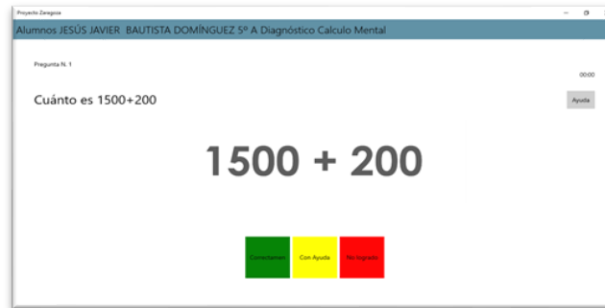 Proyecto Zaragoza
Alumnos JESÚS JAVIER BAUTISTA DOMÍNGUEZ 5º A Diagnóstico Calculo Mental
Pregunta N. 1
00:00
Cuánto es 1500+200
Ayuda
1500 + 200
Correctamen Con Ayuda No logrado